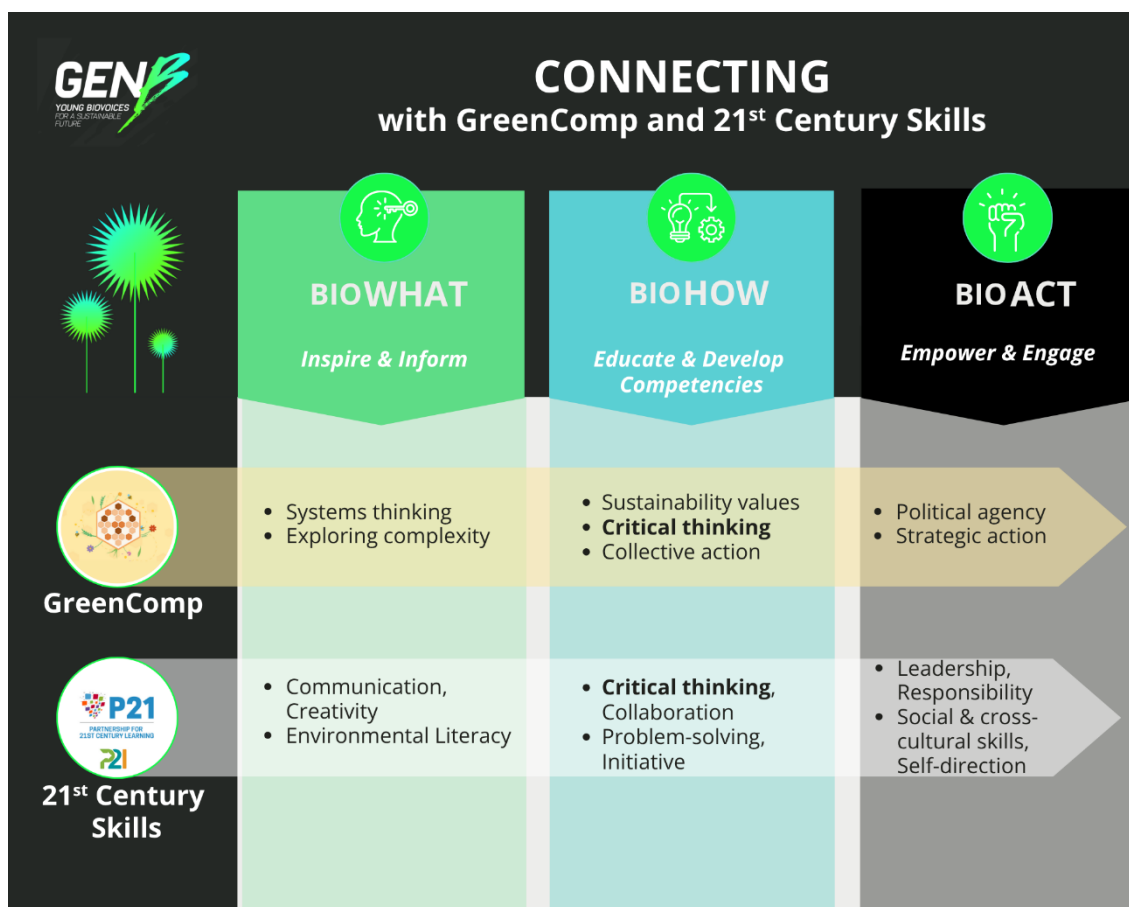 GENB
YOUNG BIOVOICES
FOR A SUSTAINABLE
FUTURE
CONNECTING
with GreenComp and 21st Century Skills
BIOWHAT
Inspire & Inform
BIOHOW
Educate & Develop
Competencies
BIOACT
Empower & Engage
GreenComp
• Systems thinking
• Exploring complexity
• Sustainability values
• Critical thinking
• Collective action
• Political agency
• Strategic action
P21
PARTNERSHIP FOR
21ST CENTURY LEARNING
P21
21st Century
Skills
• Communication,
Creativity
• Environmental Literacy
• Critical thinking,
Collaboration
• Problem-solving,
Initiative
• Leadership,
Responsibility
• Social & cross-
cultural skills,
Self-direction